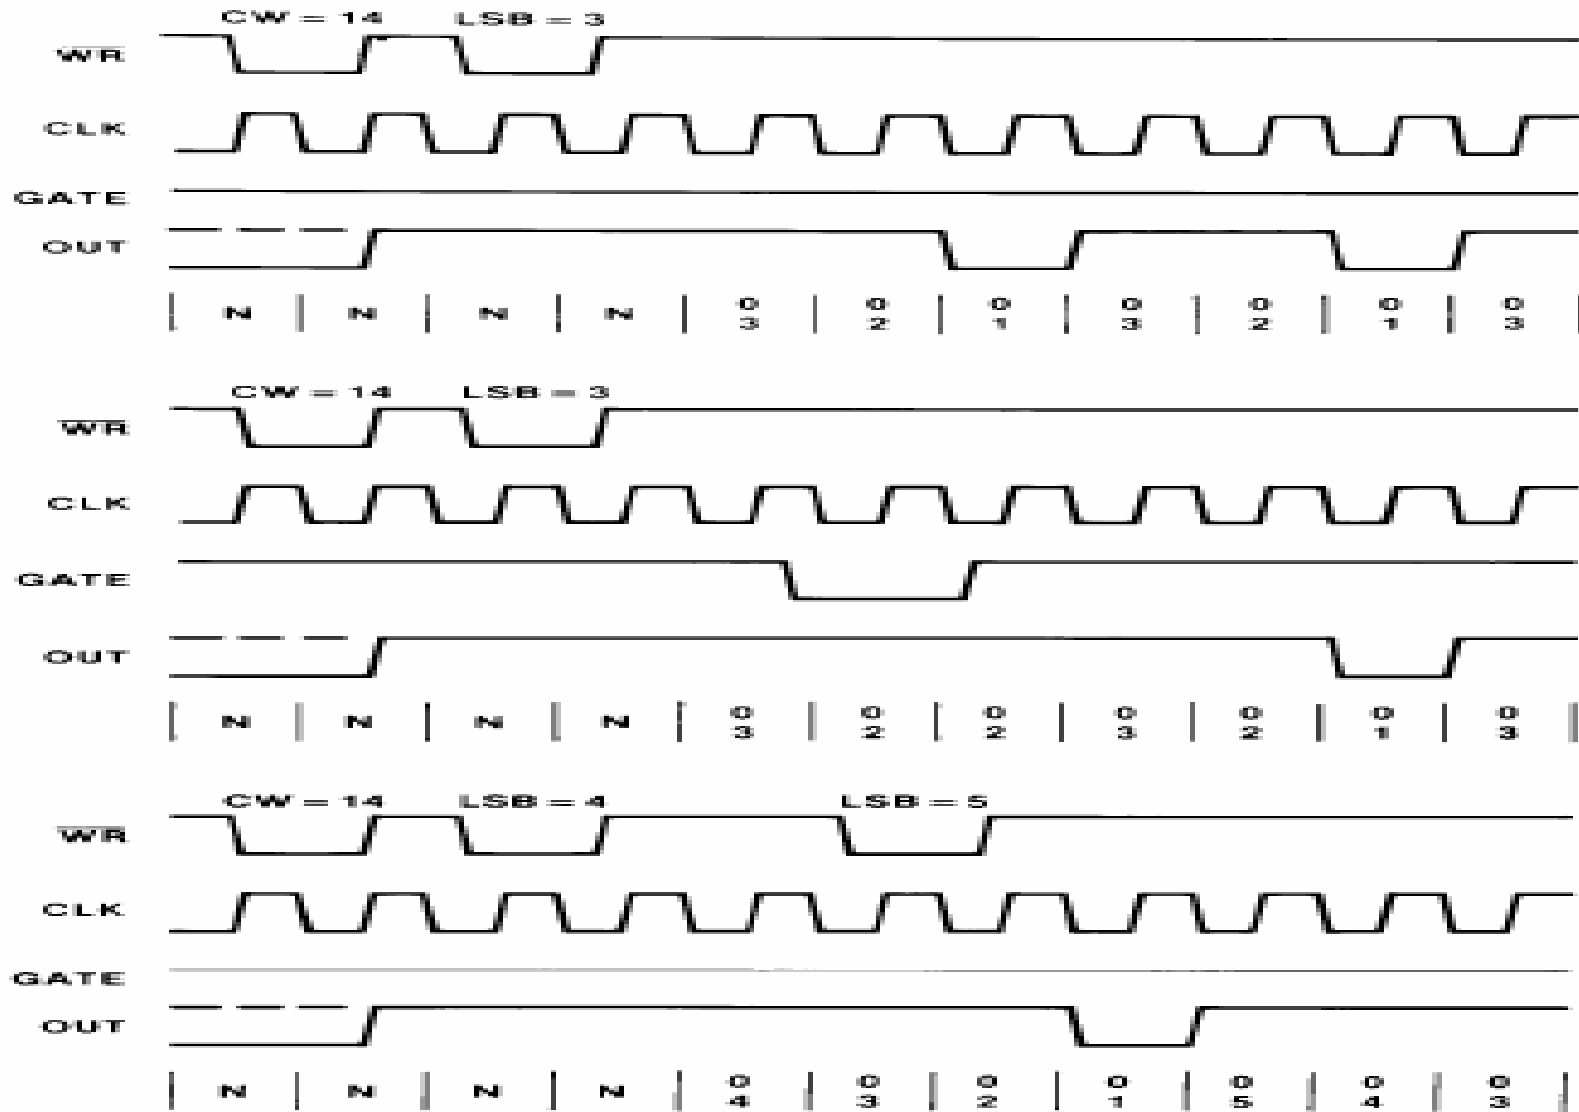 CW = 14 LSB = 3
WR
CLK
GATE
OUT
N N N N 0 3 0 2 0 1 0 3 0 2 0 1 0 3
CW = 14 LSB = 3
WR
CLK
GATE
OUT
N N N N 0 3 0 2 0 2 0 3 0 2 0 1 0 3
CW = 14 LSB = 4 LSB = 5
WR
CLK
GATE
OUT
N N N N 0 4 0 3 0 2 0 1 0 5 0 4 0 3